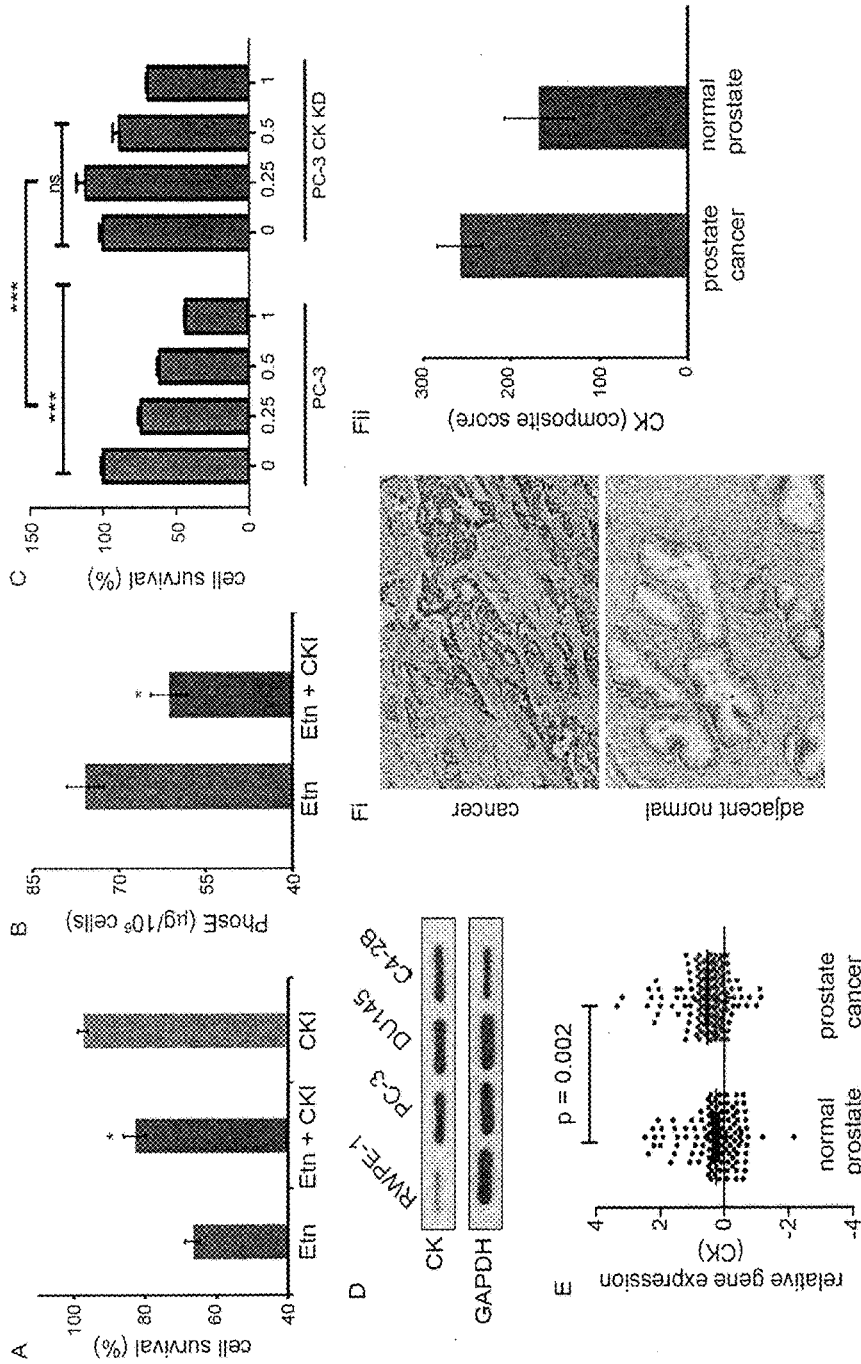 A
cell survival (%)
100
80
60
40
*
Etn
Etn + CKI
CKI
B
PhosE (µg/10⁶ cells)
85
70
55
40
*
Etn
Etn + CKI
C
cell survival (%)
150
100
50
0
***
***
ns
0
0.25
0.5
1
0
0.25
0.5
1
PC-3
PC-3 CK KD
D
RWPE-1
PC-3
DU145
C4-2B
CK
GAPDH
E
relative gene expression
(CK)
4
2
0
-2
-4
p = 0.002
normal
prostate
prostate
cancer
Fi
cancer
adjacent normal
Fii
CK (composite score)
300
200
100
0
prostate
cancer
normal
prostate